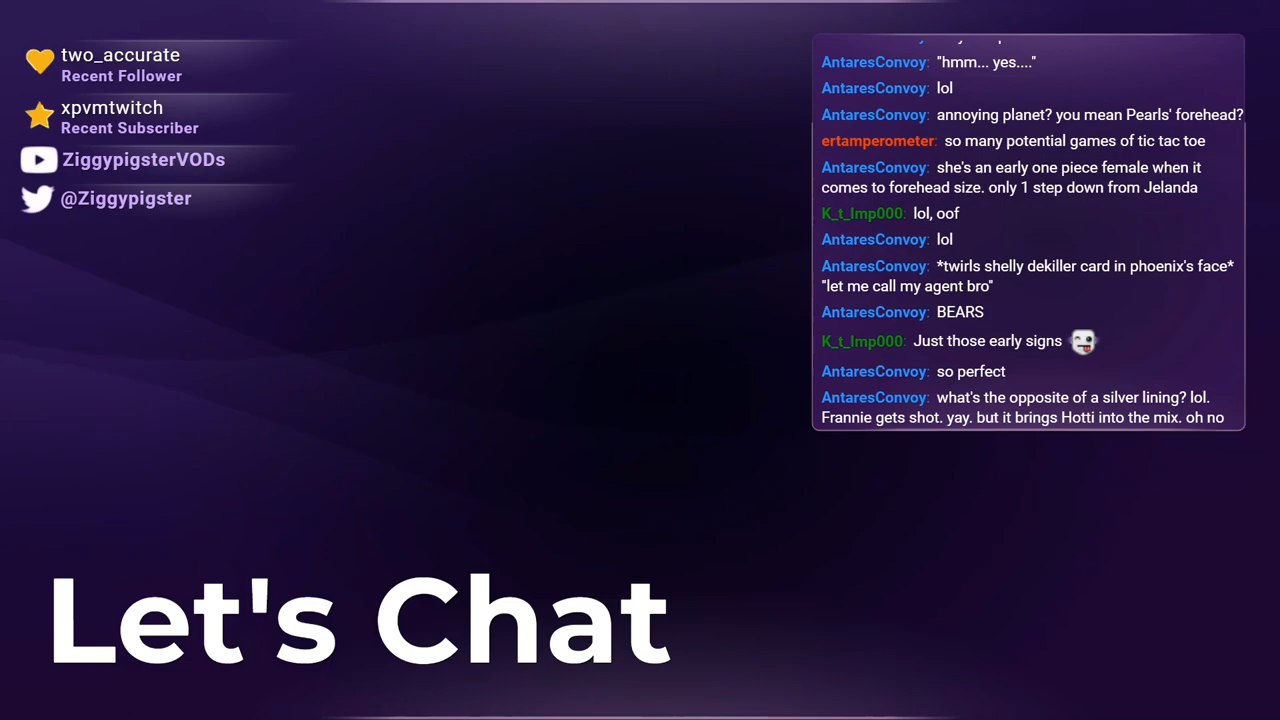 two_accurate
Recent Follower
xpvmtwitch
Recent Subscriber
ZiggypigsterVODs
@Ziggypigster
AntaresConvoy: "hmm... yes...."
AntaresConvoy: lol
AntaresConvoy: annoying planet? you mean Pearls' forehead?
ertamperometer: so many potential games of tic tac toe
AntaresConvoy: she's an early one piece female when it
comes to forehead size. only 1 step down from Jelanda
K_t_Imp000: lol, oof
AntaresConvoy: lol
AntaresConvoy: *twirls shelly dekiller card in phoenix's face*
"let me call my agent bro"
AntaresConvoy: BEARS
K_t_Imp000: Just those early signs
AntaresConvoy: so perfect
AntaresConvoy: what's the opposite of a silver lining? lol.
Frannie gets shot. yay. but it brings Hotti into the mix. oh no
Let's Chat